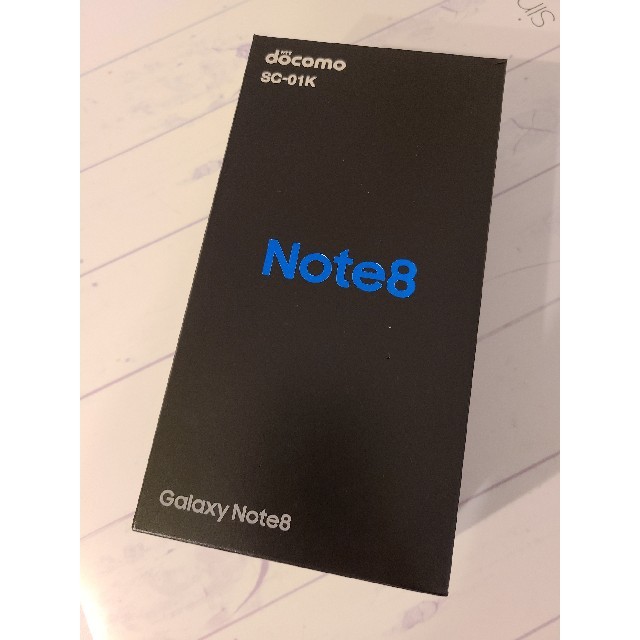 docomo
SC-01K
Note8
Galaxy Note8